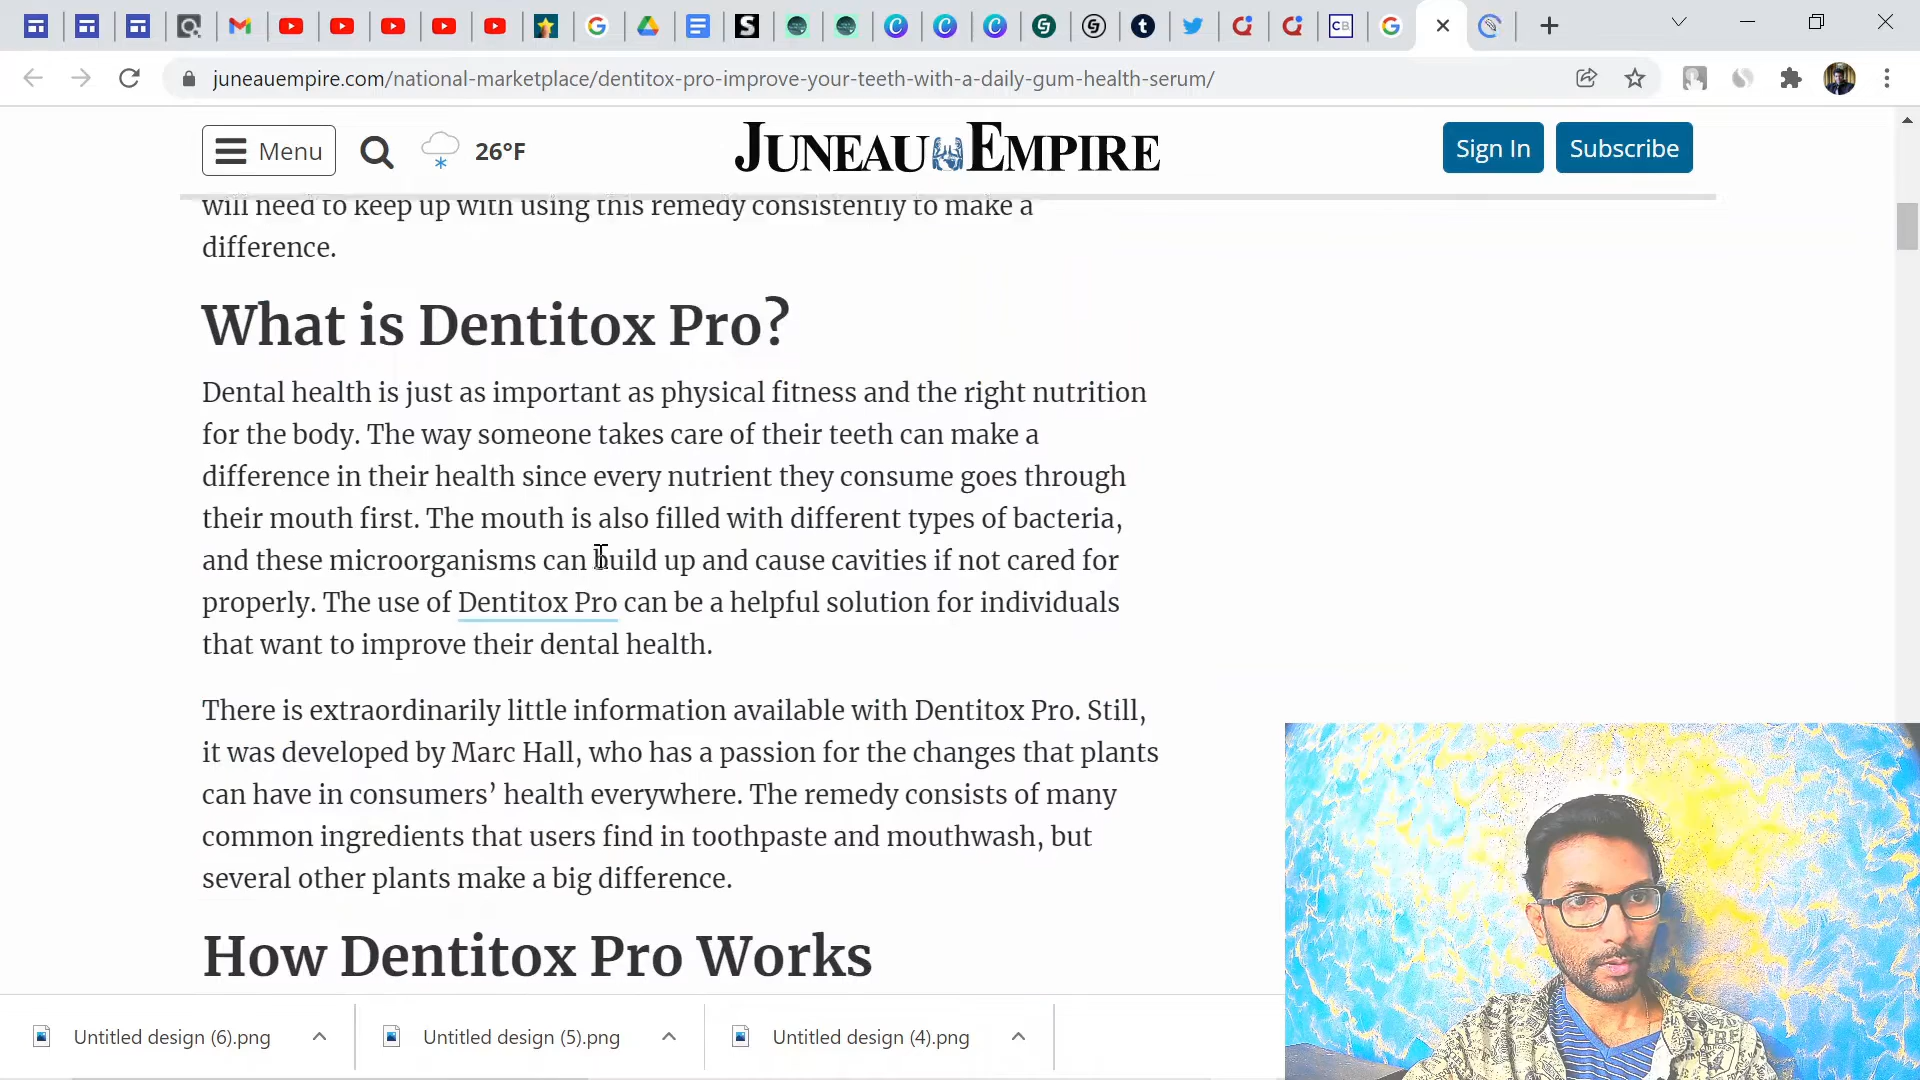 juneauempire.com/national-marketplace/dentitox-pro-improve-your-teeth-with-a-daily-gum-health-serum/
Menu
26°F
JUNEAU EMPIRE
Sign In
Subscribe
will need to keep up with using this remedy consistently to make a
difference.
What is Dentitox Pro?
Dental health is just as important as physical fitness and the right nutrition
for the body. The way someone takes care of their teeth can make a
difference in their health since every nutrient they consume goes through
their mouth first. The mouth is also filled with different types of bacteria,
and these microorganisms can build up and cause cavities if not cared for
properly. The use of Dentitox Pro can be a helpful solution for individuals
that want to improve their dental health.
There is extraordinarily little information available with Dentitox Pro. Still,
it was developed by Marc Hall, who has a passion for the changes that plants
can have in consumers’ health everywhere. The remedy consists of many
common ingredients that users find in toothpaste and mouthwash, but
several other plants make a big difference.
How Dentitox Pro Works
Untitled design (6).png
Untitled design (5).png
Untitled design (4).png